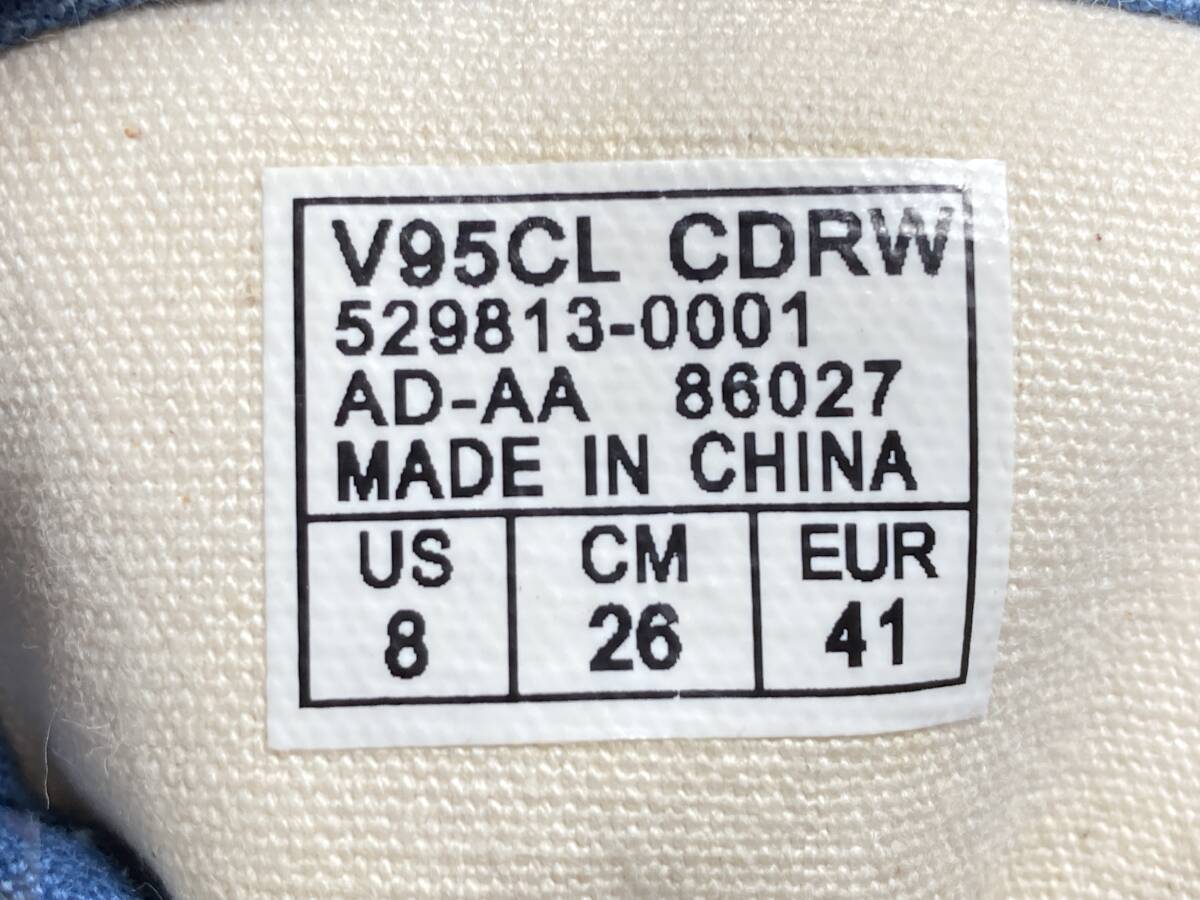 V95CL CDRW
529813-0001
AD-AA 86027
MADE IN CHINA
US CM EUR
8 26 41